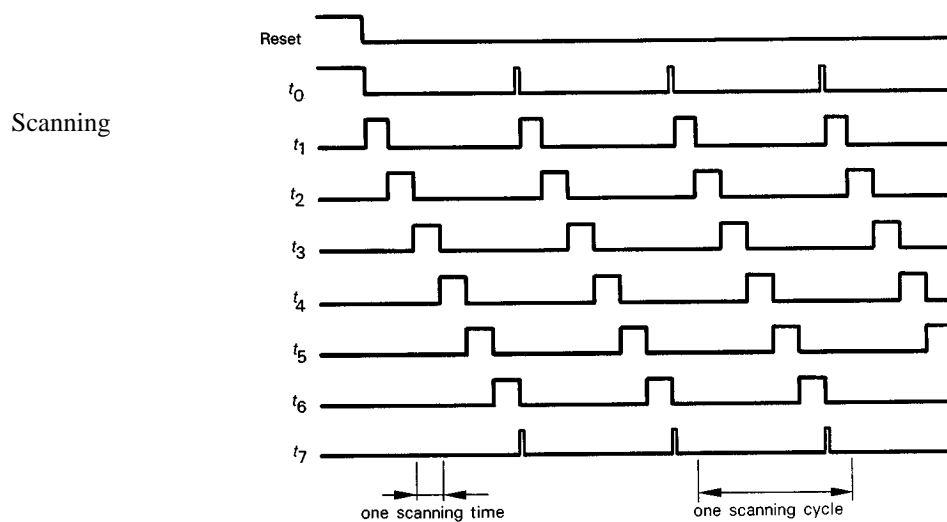 Reset
t0
Scanning
t1
t2
t3
t4
t5
t6
t7
one scanning time
one scanning cycle